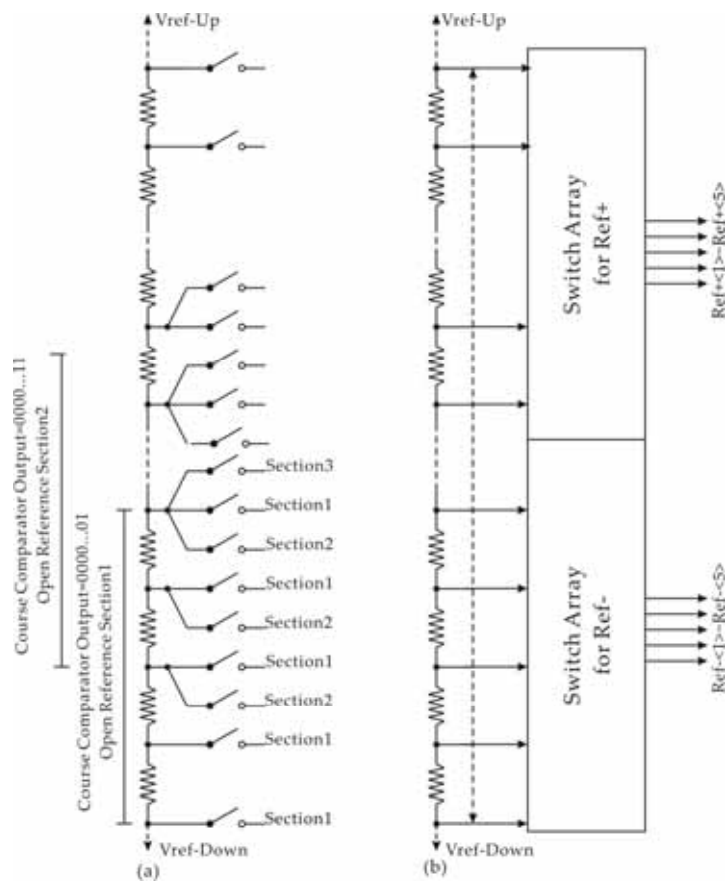 Vref-Up
Section3
Section1
Section2
Section1
Section2
Section1
Section2
Section1
Section1
Vref-Down
(a)
Course Comparator Output=0000...11
Open Reference Section2
Course Comparator Output=0000...01
Open Reference Section1
Vref-Up
Switch Array
for Ref+
Ref+<1>~Ref+<5>
Switch Array
for Ref-
Ref-<1>~Ref-<5>
Vref-Down
(b)